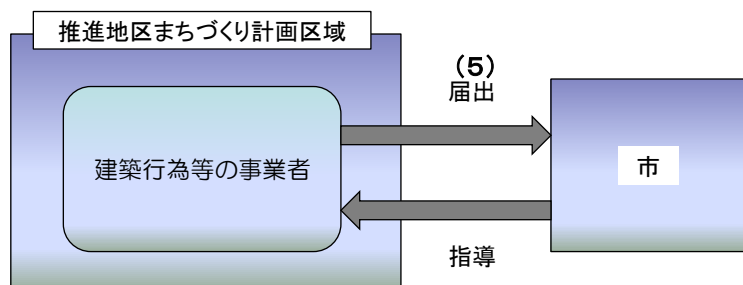 推進地区まちづくり計画区域
(5)
届出
建築行為等の事業者
市
指導